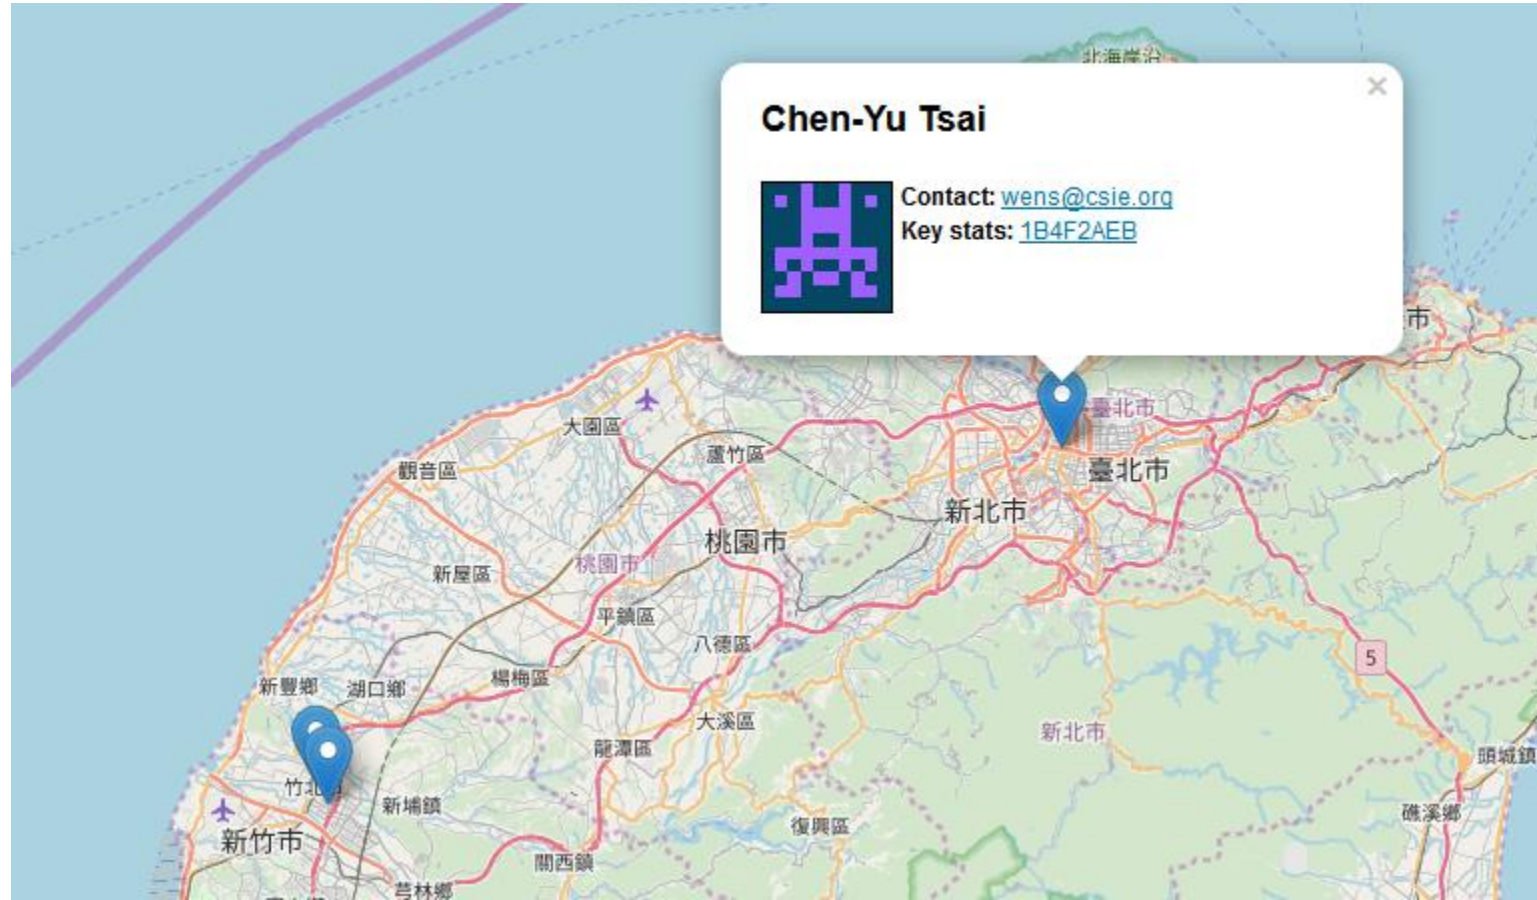 北海岸沿
×
Chen-Yu Tsai
Contact: wens@csie.org
Key stats: 1B4F2AEB
市
臺北市
大園區
蘆竹區
觀音區
臺北市
新北市
桃園市
桃園市
新屋區
平鎮區
八德區
5
楊梅區
新豐鄉
湖口鄉
大溪區
新北市
龍潭區
頭城鎮
竹北
新埔鎮
礁溪鄉
復興區
新竹市
關西鎮
芎林鄉